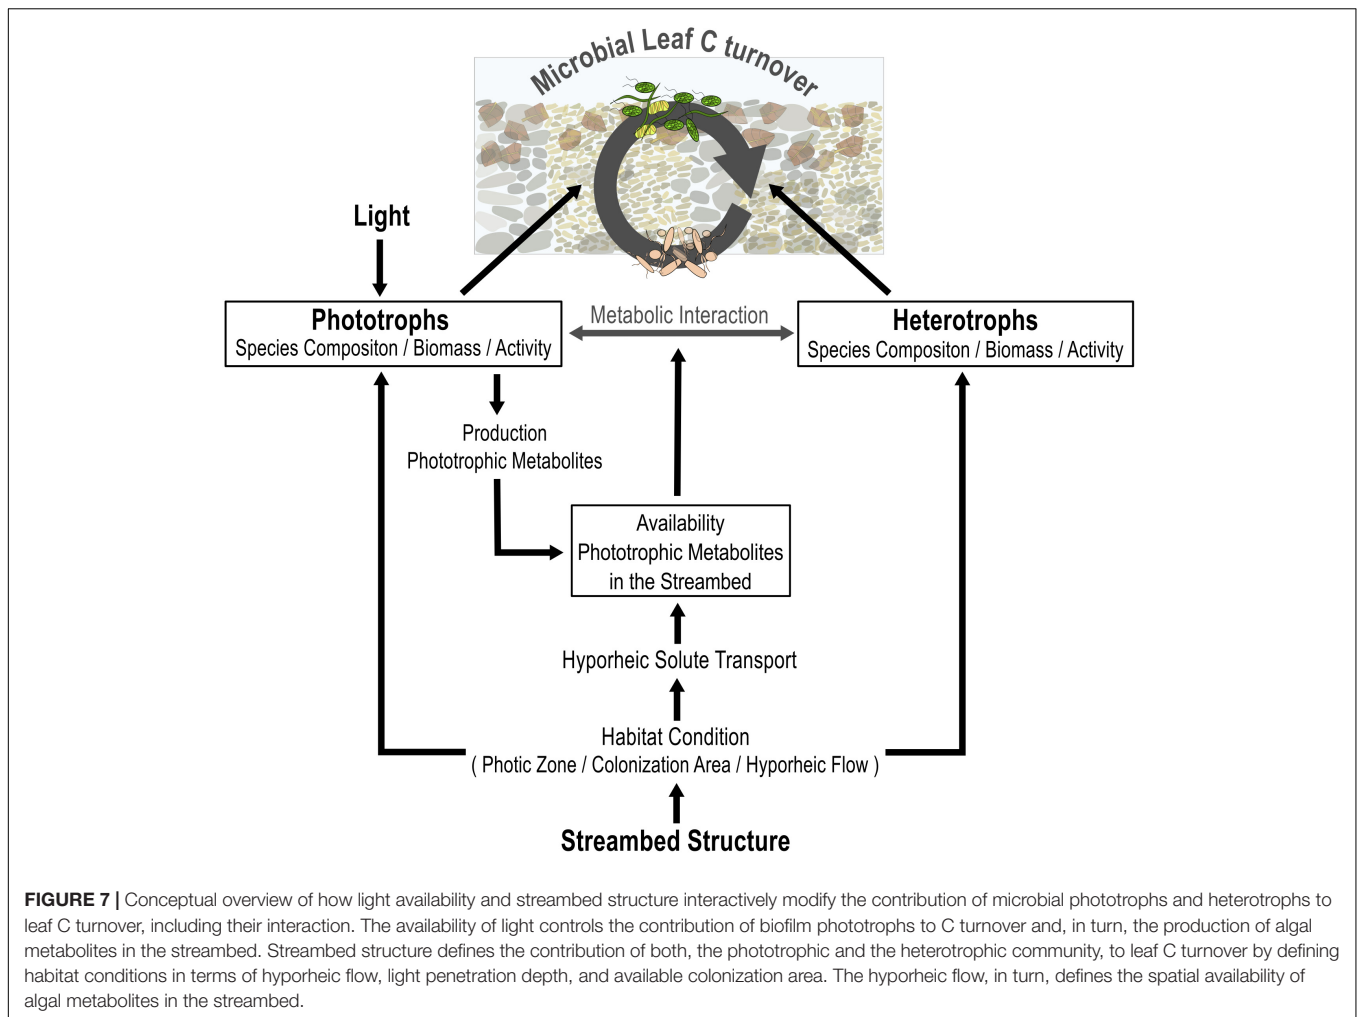 Microbial Leaf C turnover
Light
Phototrophs
Species Compositon / Biomass / Activity
Metabolic Interaction
Heterotrophs
Species Compositon / Biomass / Activity
Production
Phototrophic Metabolites
Availability
Phototrophic Metabolites
in the Streambed
Hyporheic Solute Transport
Habitat Condition
( Photic Zone / Colonization Area / Hyporheic Flow )
Streambed Structure
FIGURE 7 | Conceptual overview of how light availability and streambed structure interactively modify the contribution of microbial phototrophs and heterotrophs to
leaf C turnover, including their interaction. The availability of light controls the contribution of biofilm phototrophs to C turnover and, in turn, the production of algal
metabolites in the streambed. Streambed structure defines the contribution of both, the phototrophic and the heterotrophic community, to leaf C turnover by defining
habitat conditions in terms of hyporheic flow, light penetration depth, and available colonization area. The hyporheic flow, in turn, defines the spatial availability of
algal metabolites in the streambed.